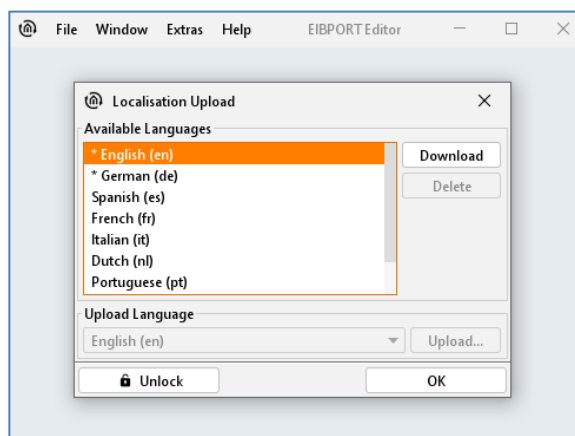 File Window Extras Help EIBPORT Editor
Localisation Upload
Available Languages
* English (en)
* German (de)
Spanish (es)
French (fr)
Italian (it)
Dutch (nl)
Portuguese (pt)
Download
Delete
Upload Language
English (en) Upload...
Unlock OK